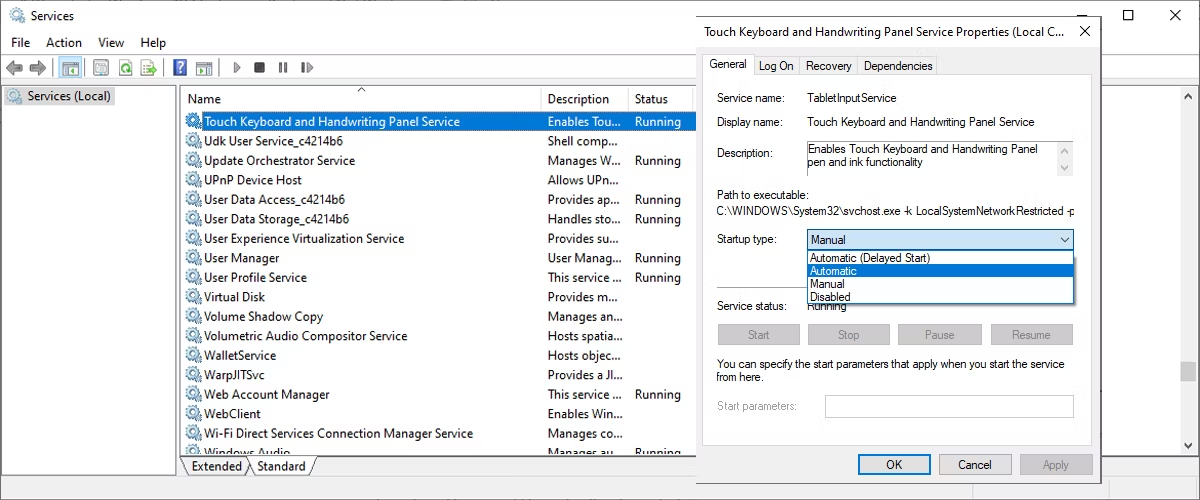 Services
File Action View Help
Services (Local)
Name Description Status
Touch Keyboard and Handwriting Panel Service Enables Tou... Running
Udk User Service_c4214b6 Shell comp...
Update Orchestrator Service Manages W... Running
UPnP Device Host Allows UPn...
User Data Access_c4214b6 Provides ap... Running
User Data Storage_c4214b6 Handles sto... Running
User Experience Virtualization Service Provides su...
User Manager User Manag... Running
User Profile Service This service ... Running
Virtual Disk Provides m...
Volume Shadow Copy Manages an...
Volumetric Audio Compositor Service Hosts spatia...
WalletService Hosts objec...
WarpJITSvc Provides a JI...
Web Account Manager This service ... Running
WebClient Enables Win...
Wi-Fi Direct Services Connection Manager Service Manages co...
Windows Audio Manages au... Running
Extended Standard
Touch Keyboard and Handwriting Panel Service Properties (Local C...
General Log On Recovery Dependencies
Service name: TabletInputService
Display name: Touch Keyboard and Handwriting Panel Service
Description: Enables Touch Keyboard and Handwriting Panel
pen and ink functionality
Path to executable:
C:\WINDOWS\System32\svchost.exe -k LocalSystemNetworkRestricted -p
Startup type: Manual
Automatic (Delayed Start)
Automatic
Manual
Disabled
Service status: Running
Start Stop Pause Resume
You can specify the start parameters that apply when you start the service
from here.
Start parameters:
OK Cancel Apply